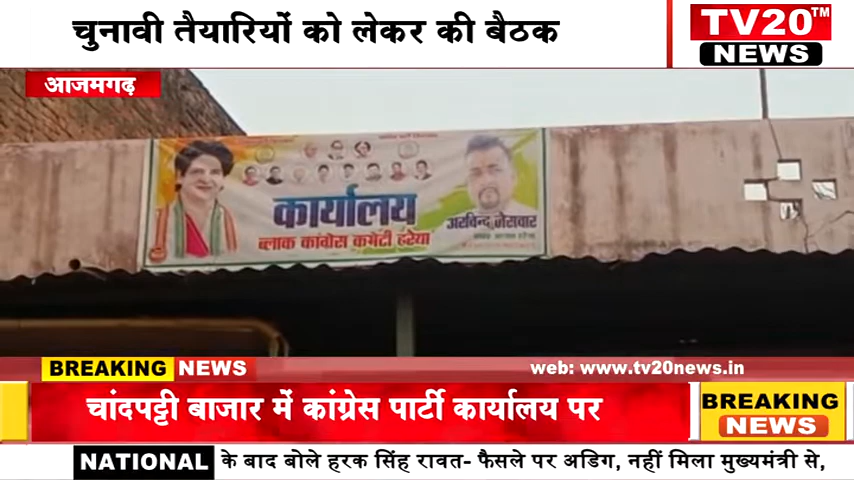 चुनावी तैयारियों को लेकर की बैठक
TV20™
NEWS
आजमगढ़
कार्यालय
ब्लाक कांग्रेस कमेटी हरैया
अरविन्द जैसवार
BREAKING NEWS
web: www.tv20news.in
चांदपट्टी बाजार में कांग्रेस पार्टी कार्यालय पर
BREAKING
NEWS
NATIONAL के बाद बोले हरक सिंह रावत- फैसले पर अडिग, नहीं मिला मुख्यमंत्री से,